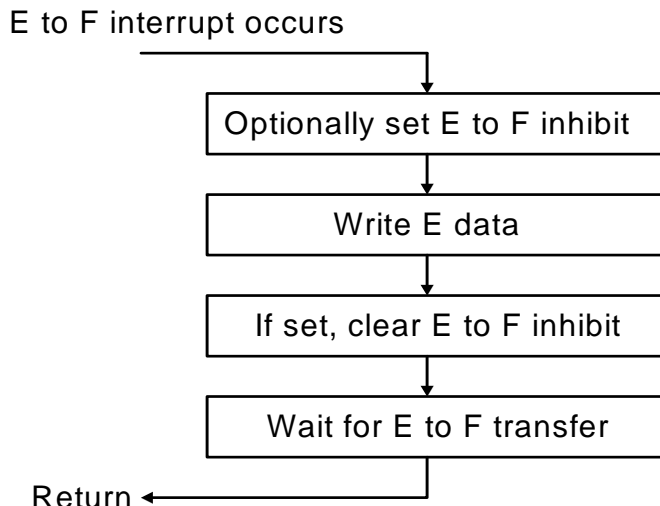 E to F interrupt occurs
Optionally set E to F inhibit
Write E data
If set, clear E to F inhibit
Wait for E to F transfer
Return